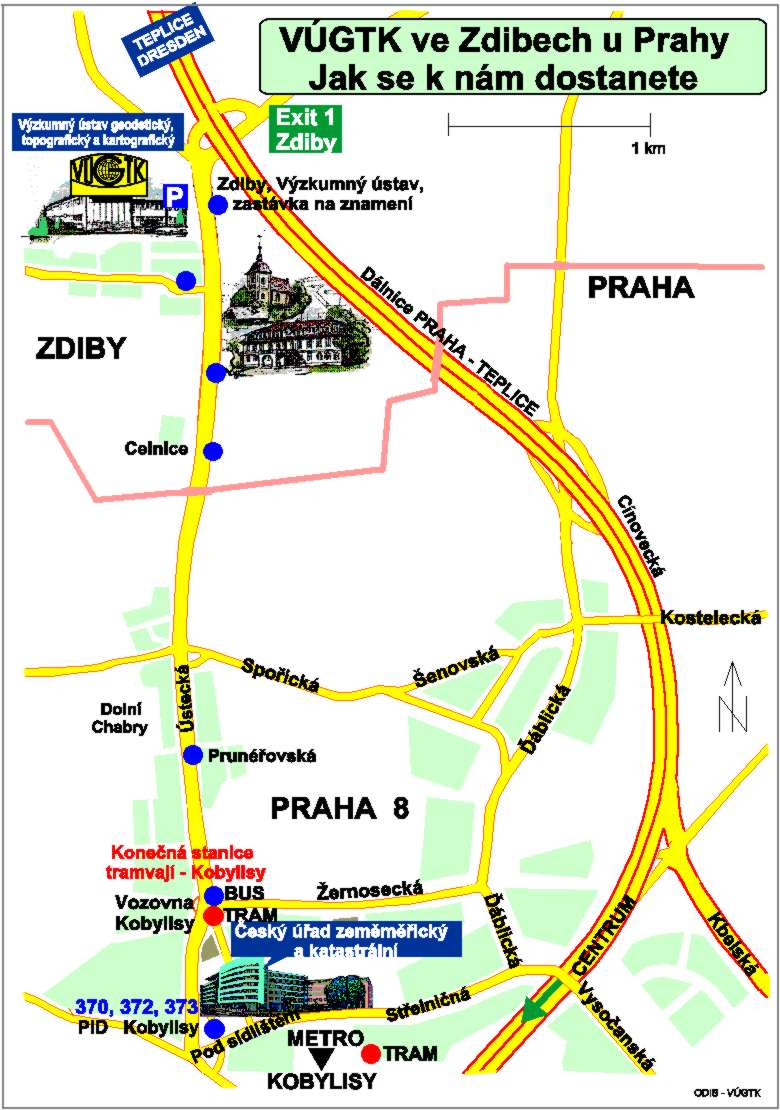 TEPLICE
DRESDEN
VÚGTK ve Zdibech u Prahy
Jak se k nám dostanete
Exit 1
Zdiby
1 km
Výzkumný ústav geodetický,
topografický a kartografický
VÚGTK
P
Zdiby, Výzkumný ústav,
zastávka na znamení
Dálnice PRAHA - TEPLICE
PRAHA
ZDIBY
Celnice
Cínovecká
Kostelecká
Spořická
Šenovská
Ústecká
Ďáblická
Dolní
Chabry
N
Prunéřovská
PRAHA 8
Konečná stanice
tramvají - Kobylisy
BUS
Žernosecká
Vozovna
Kobylisy
TRAM
Ďáblická
CENTRUM
Kbelská
Český úřad zeměměřický
a katastrální
370, 372, 373
PID Kobylisy
Pod sídlištěm
Střelničná
Vysočanská
METRO
TRAM
KOBYLISY
ODIS - VÚGTK